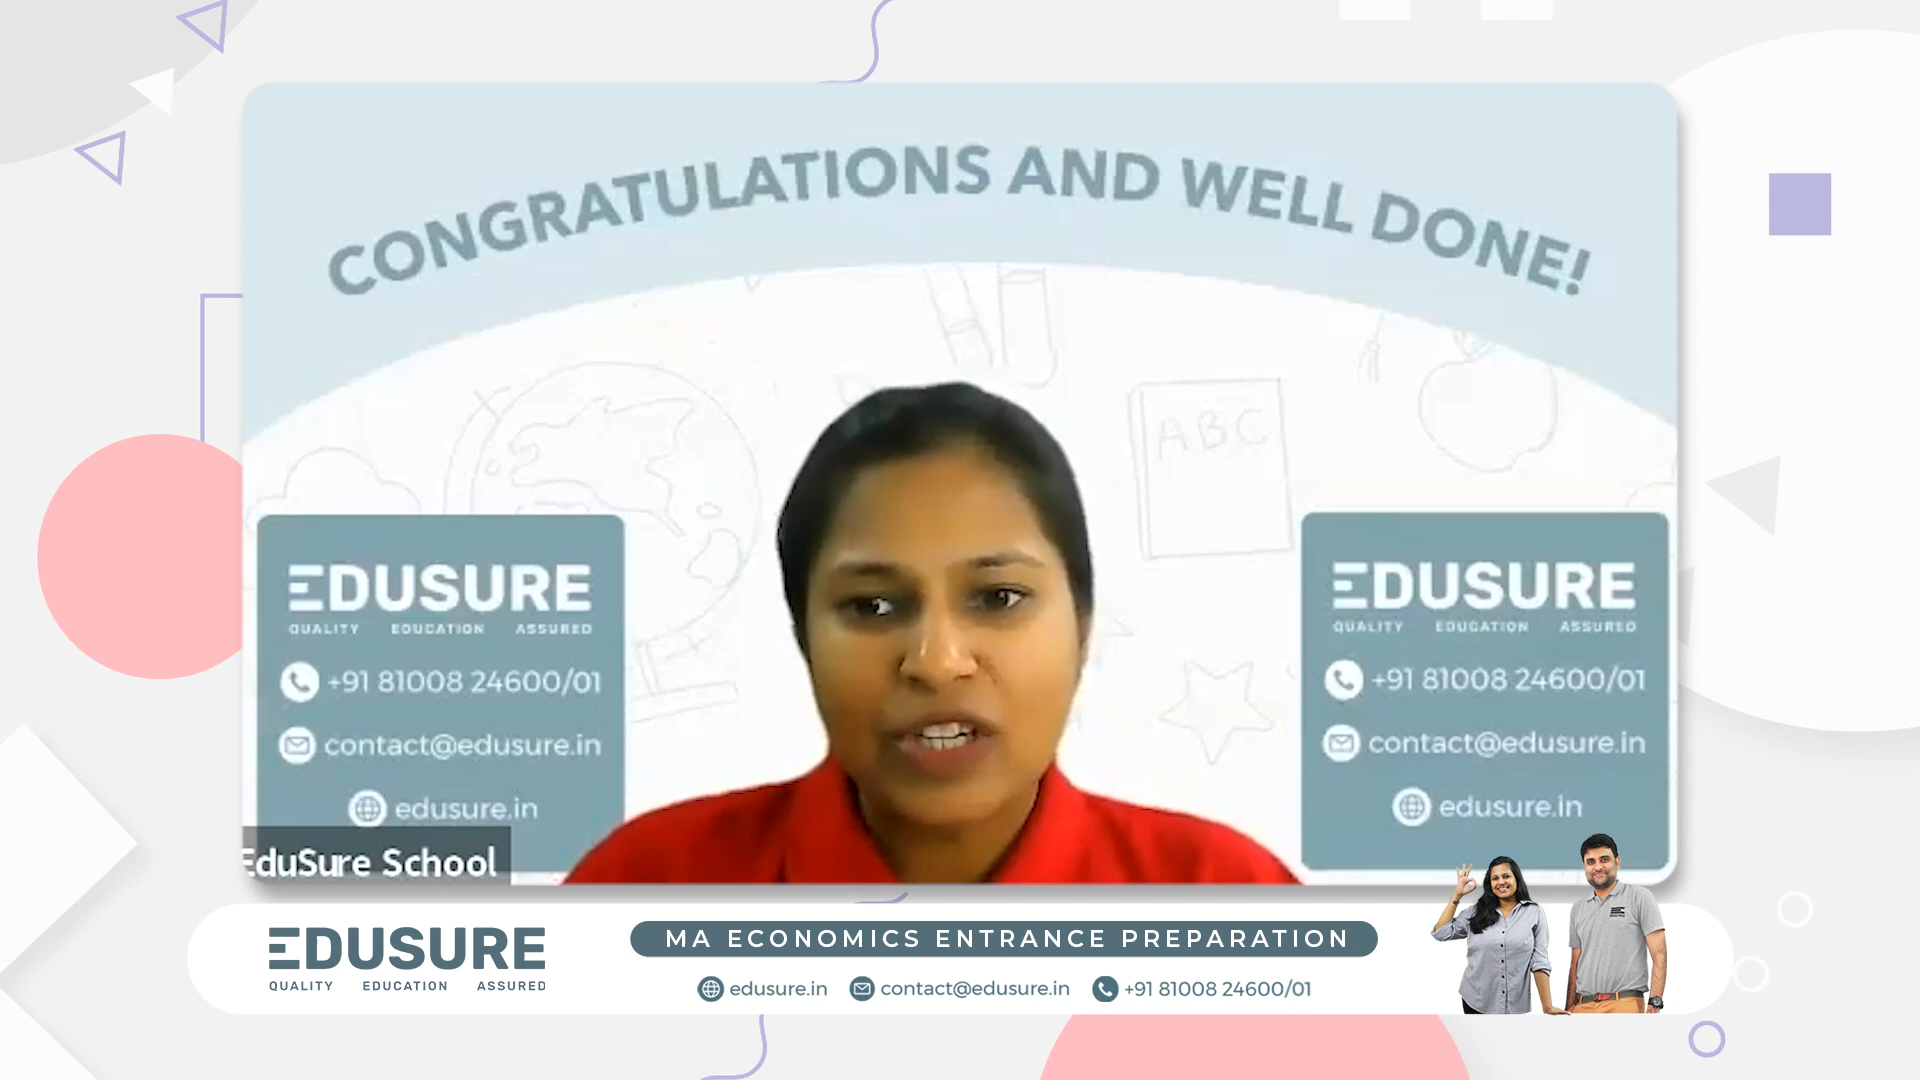 CONGRATULATIONS AND WELL DONE!
ABC
EDUSURE
QUALITY EDUCATION ASSURED
+91 81008 24600/01
contact@edusure.in
edusure.in
EduSure School
EDUSURE
QUALITY EDUCATION ASSURED
+91 81008 24600/01
contact@edusure.in
edusure.in
EDUSURE
QUALITY EDUCATION ASSURED
MA ECONOMICS ENTRANCE PREPARATION
edusure.in contact@edusure.in +91 81008 24600/01